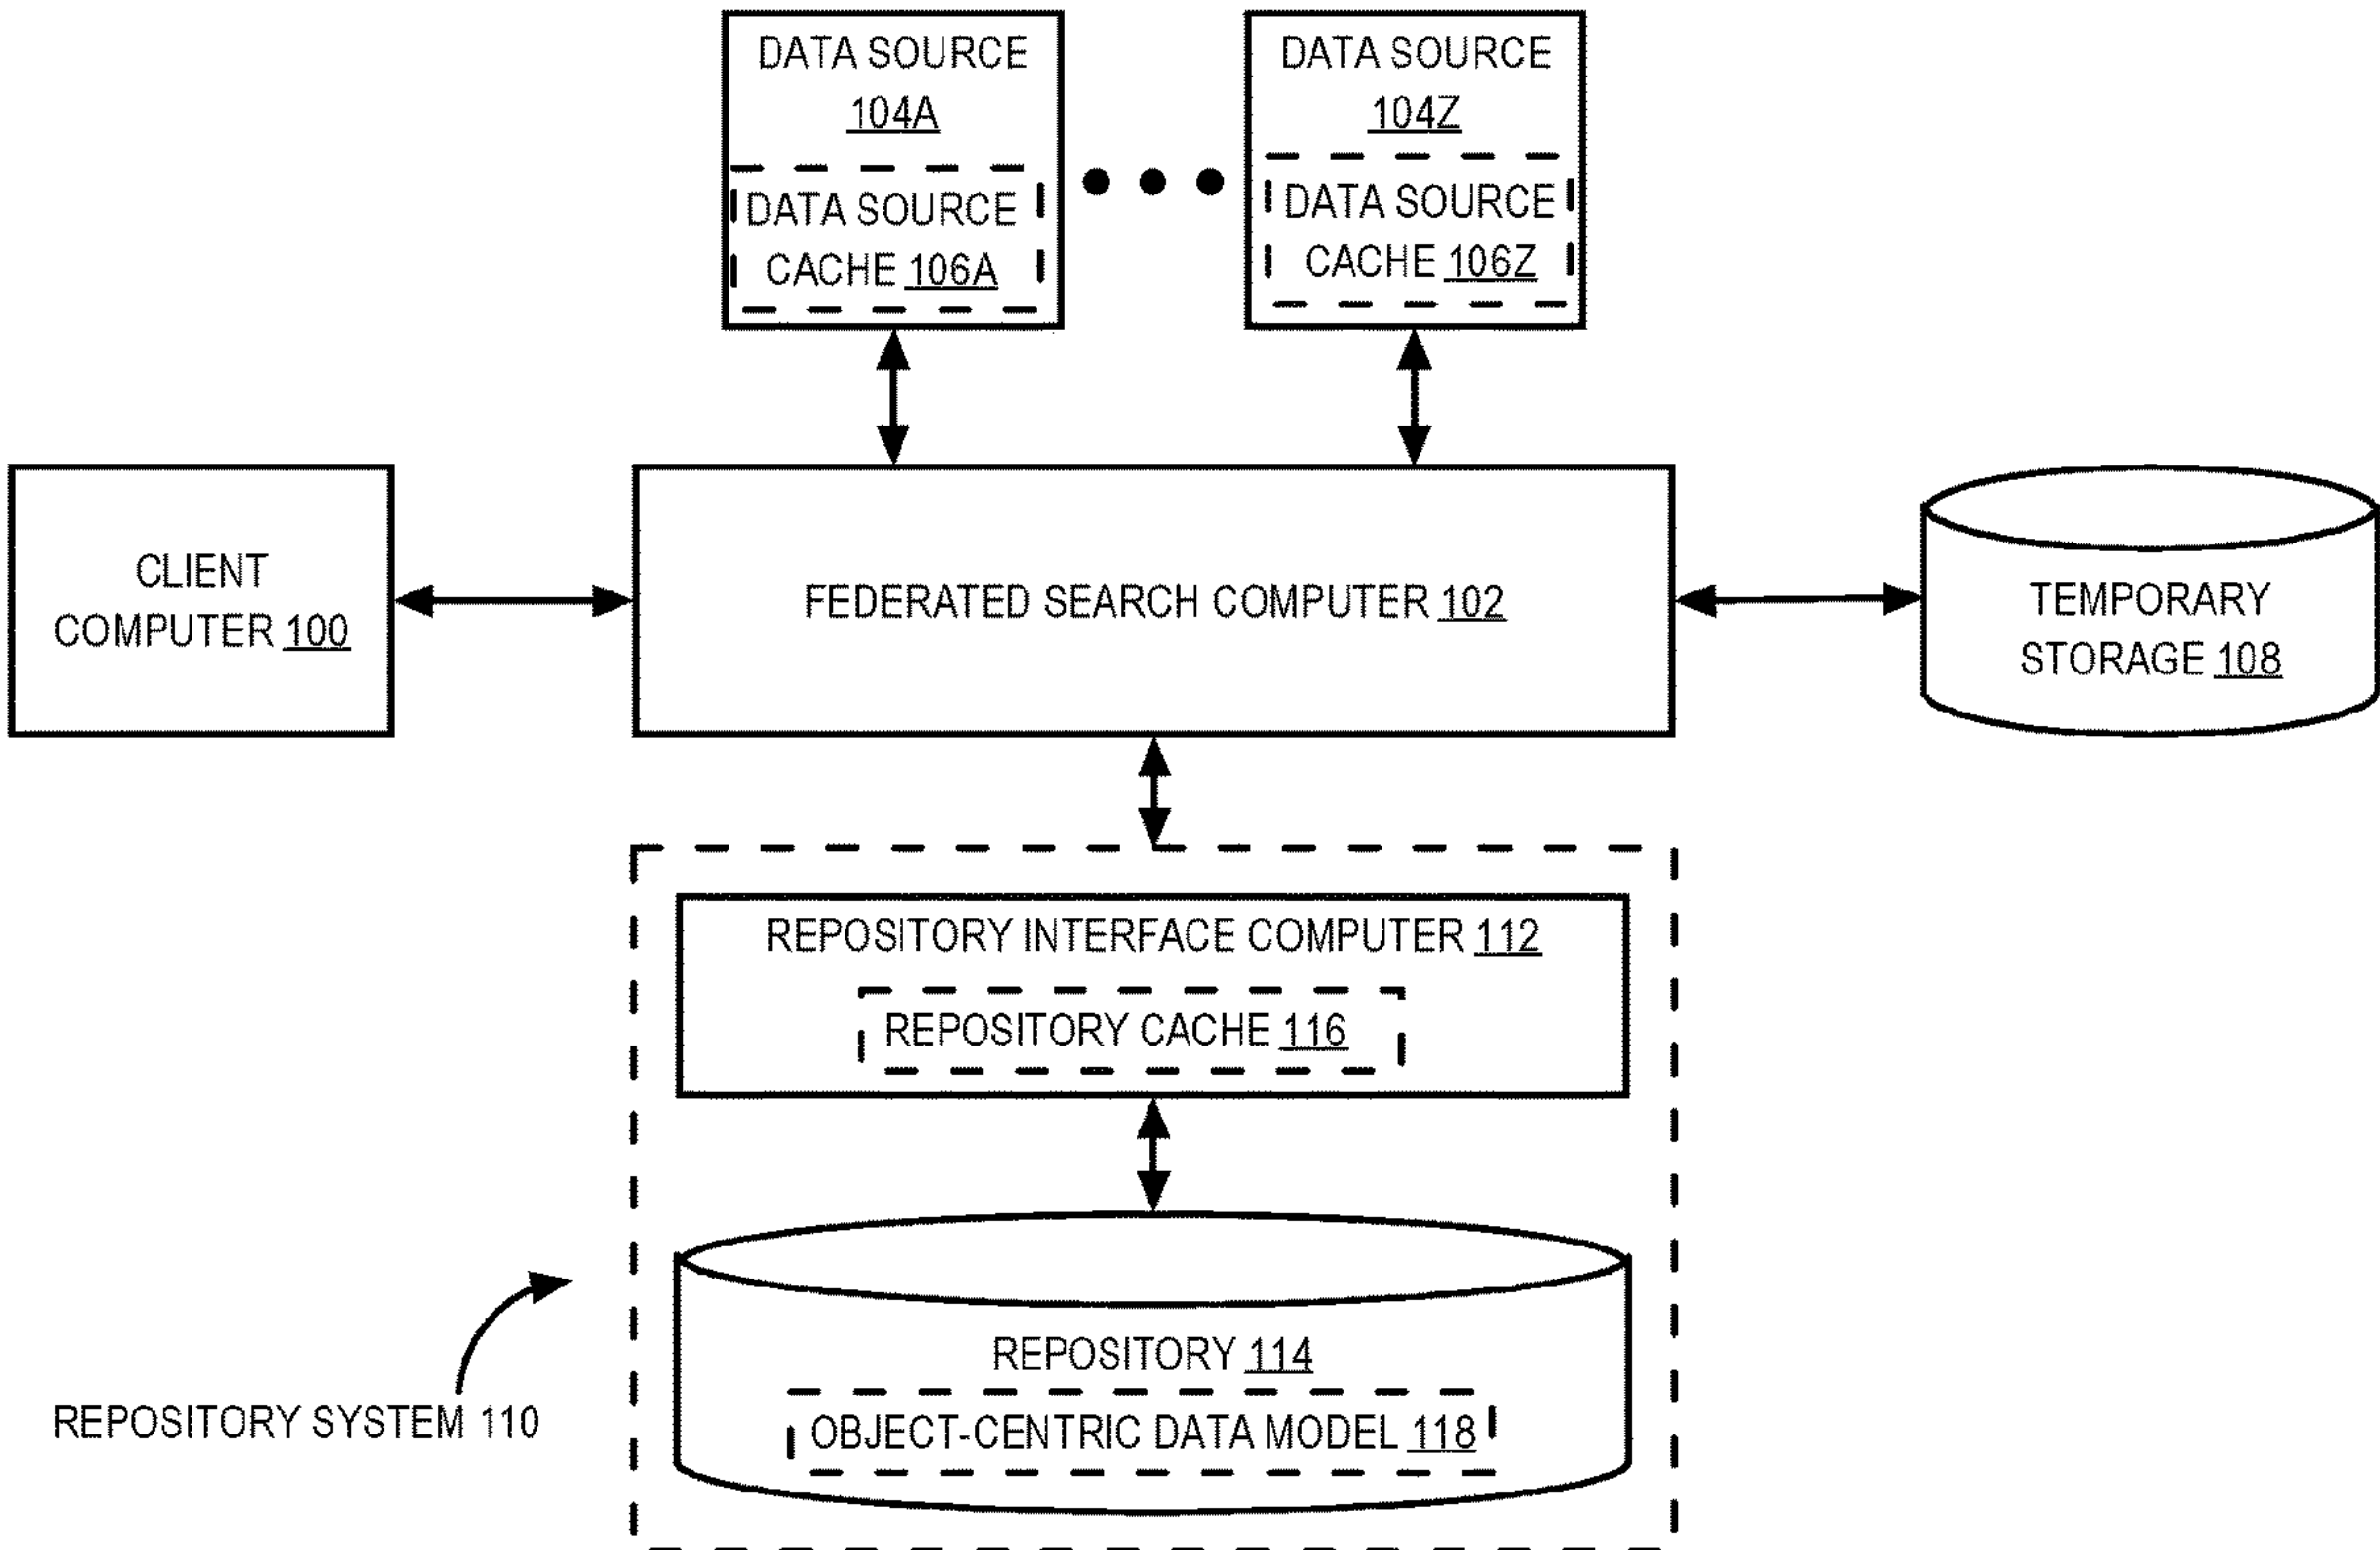 DATA SOURCE
104A
DATA SOURCE
CACHE 106A
DATA SOURCE
104Z
DATA SOURCE
CACHE 106Z
CLIENT
COMPUTER 100
FEDERATED SEARCH COMPUTER 102
TEMPORARY
STORAGE 108
REPOSITORY INTERFACE COMPUTER 112
REPOSITORY CACHE 116
REPOSITORY 114
OBJECT-CENTRIC DATA MODEL 118
REPOSITORY SYSTEM 110